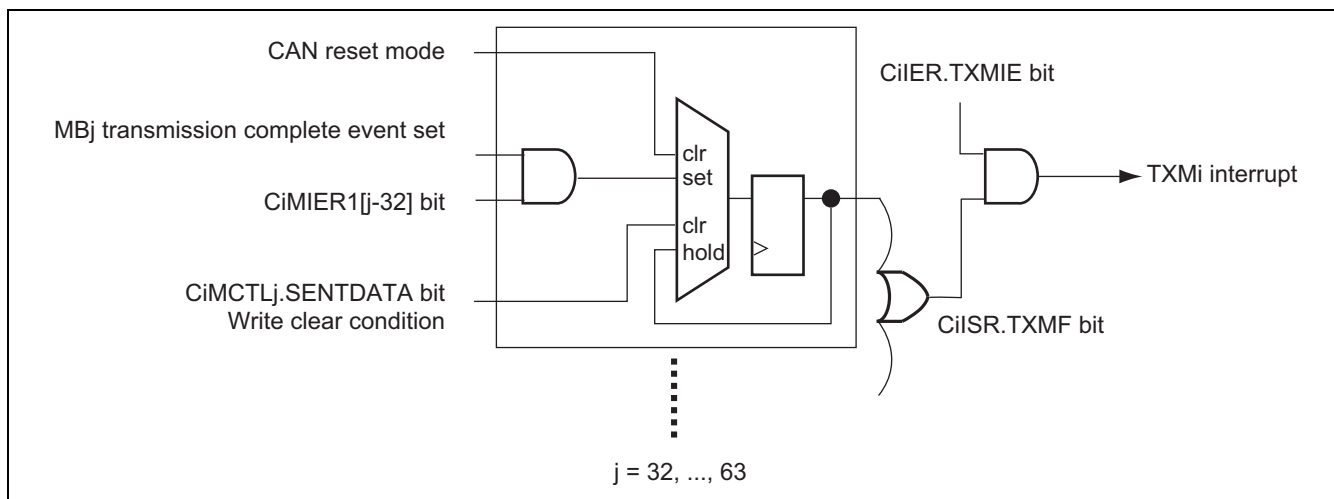 CAN reset mode
CiIER.TXMIE bit
MBj transmission complete event set
clr
set
TXMi interrupt
CiMIER1[j-32] bit
clr
hold
CiMCTLj.SENTDATA bit
Write clear condition
CiISR.TXMF bit
j = 32, ..., 63